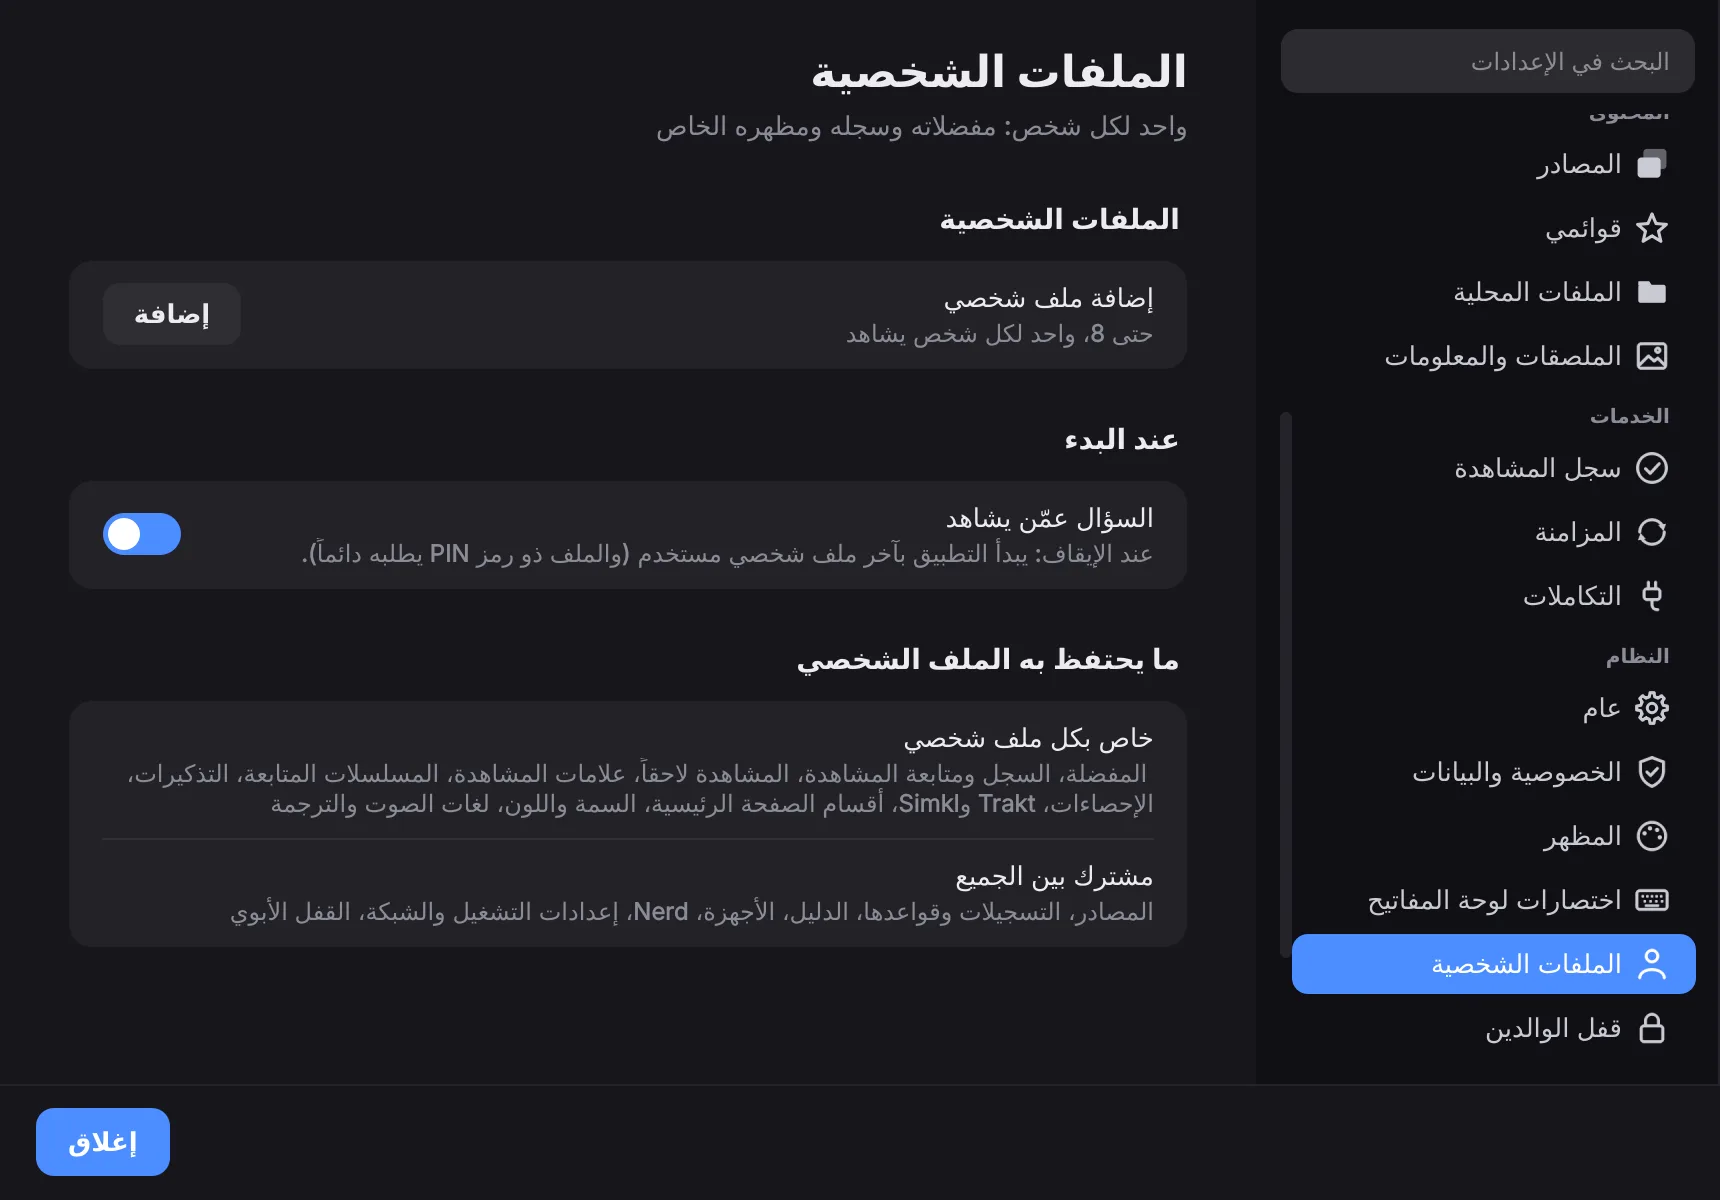 البحث في الإعدادات
المحتوى
المصادر
قوائمي
الملفات المحلية
الملصقات والمعلومات
الخدمات
سجل المشاهدة
المزامنة
التكاملات
النظام
عام
الخصوصية والبيانات
المظهر
اختصارات لوحة المفاتيح
الملفات الشخصية
قفل الوالدين
الملفات الشخصية
واحد لكل شخص: مفضلاته وسجله ومظهره الخاص
الملفات الشخصية
إضافة ملف شخصي
حتى 8، واحد لكل شخص يشاهد
إضافة
عند البدء
السؤال عمّن يشاهد
عند الإيقاف: يبدأ التطبيق بآخر ملف شخصي مستخدم (والملف ذو رمز PIN يطلبه دائماً).
ما يحتفظ به الملف الشخصي
خاص بكل ملف شخصي
المفضلة، السجل ومتابعة المشاهدة، المشاهدة لاحقاً، علامات المشاهدة، المسلسلات المتابعة، التذكيرات،
الإحصاءات، Trakt وSimkl، أقسام الصفحة الرئيسية، السمة واللون، لغات الصوت والترجمة
مشترك بين الجميع
المصادر، التسجيلات وقواعدها، الدليل، الأجهزة، Nerd، إعدادات التشغيل والشبكة، القفل الأبوي
إغلاق